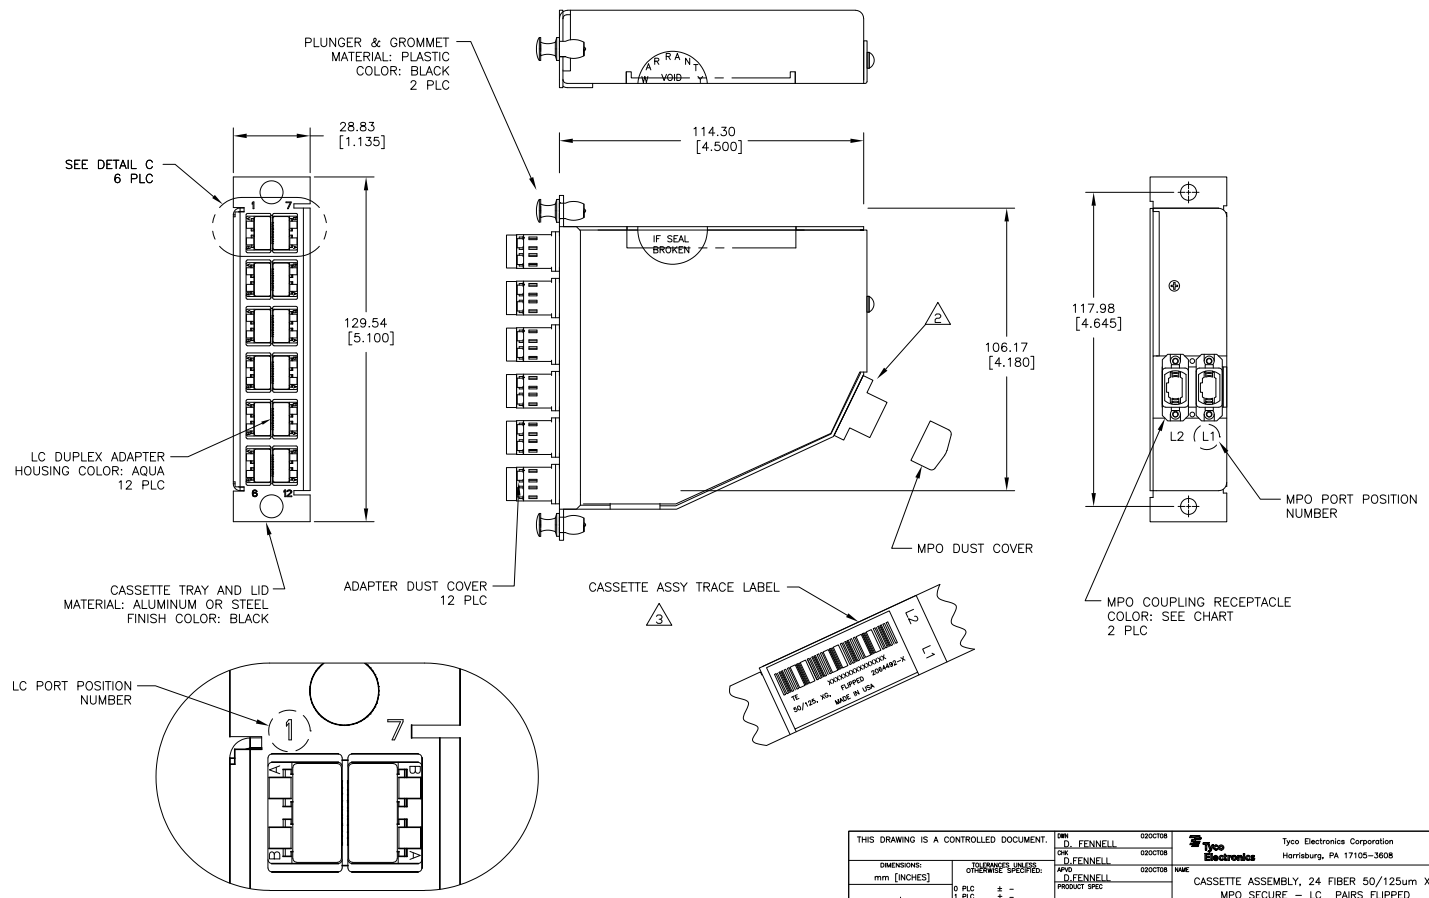 PLUNGER & GROMMET
MATERIAL: PLASTIC
COLOR: BLACK
2 PLC
WARRANTY
VOID
28.83
[1.135]
114.30
[4.500]
SEE DETAIL C
6 PLC
1 7
IF SEAL
BROKEN
2
129.54
[5.100]
106.17
[4.180]
117.98
[4.645]
L2 L1
LC DUPLEX ADAPTER
HOUSING COLOR: AQUA
12 PLC
6 12
MPO PORT POSITION
NUMBER
MPO DUST COVER
CASSETTE TRAY AND LID
MATERIAL: ALUMINUM OR STEEL
FINISH COLOR: BLACK
ADAPTER DUST COVER
12 PLC
CASSETTE ASSY TRACE LABEL
3
MPO COUPLING RECEPTACLE
COLOR: SEE CHART
2 PLC
L2
L1
XXXXXXXXXXXXXXX
TE FLIPPED 2064492-X
50/125, XG, MADE IN USA
LC PORT POSITION
NUMBER
1 7
A B
B A
THIS DRAWING IS A CONTROLLED DOCUMENT.
DIMENSIONS:
mm [INCHES]
TOLERANCES UNLESS
OTHERWISE SPECIFIED:
0 PLC ± -
1 PLC ± -
DWN 02OCT08
D. FENNELL
CHK 02OCT08
D.FENNELL
APVD 02OCT08
D.FENNELL
PRODUCT SPEC
Tyco
Electronics
Tyco Electronics Corporation
Harrisburg, PA 17105-3608
NAME
CASSETTE ASSEMBLY, 24 FIBER 50/125um X
MPO SECURE - LC PAIRS FLIPPED